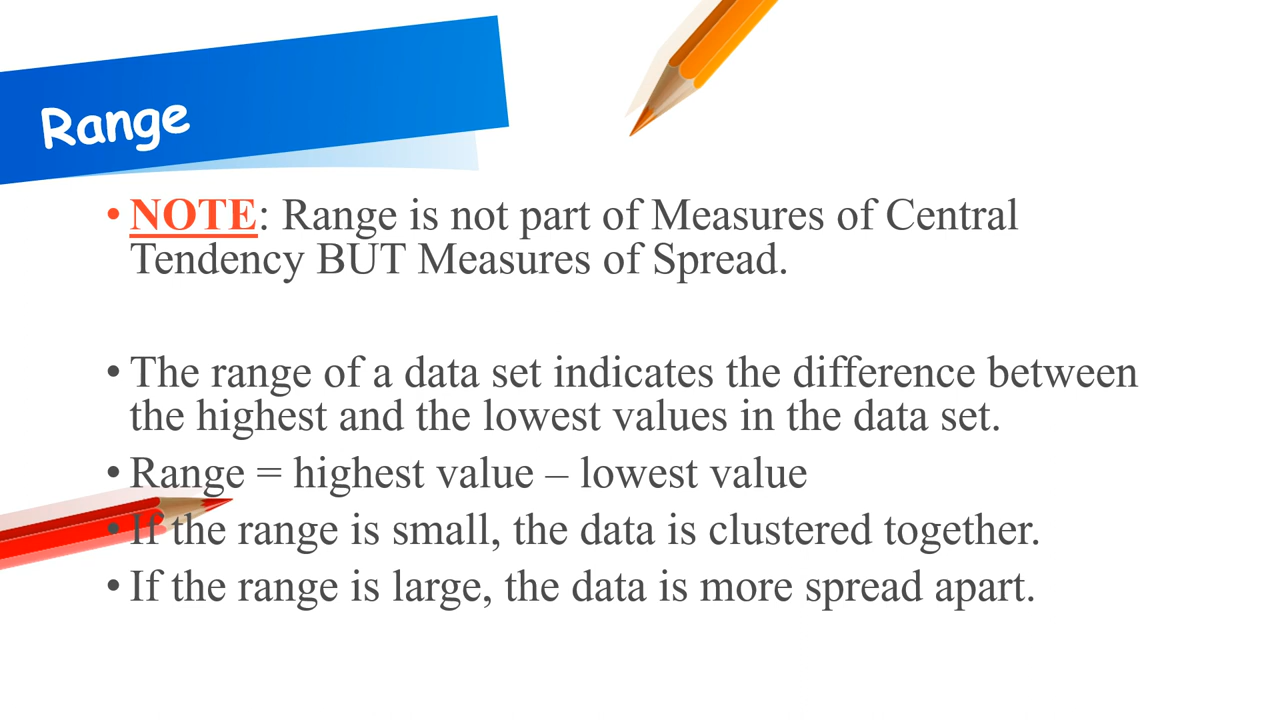 Range
• NOTE: Range is not part of Measures of Central
Tendency BUT Measures of Spread.
• The range of a data set indicates the difference between
the highest and the lowest values in the data set.
• Range = highest value – lowest value
• If the range is small, the data is clustered together.
• If the range is large, the data is more spread apart.